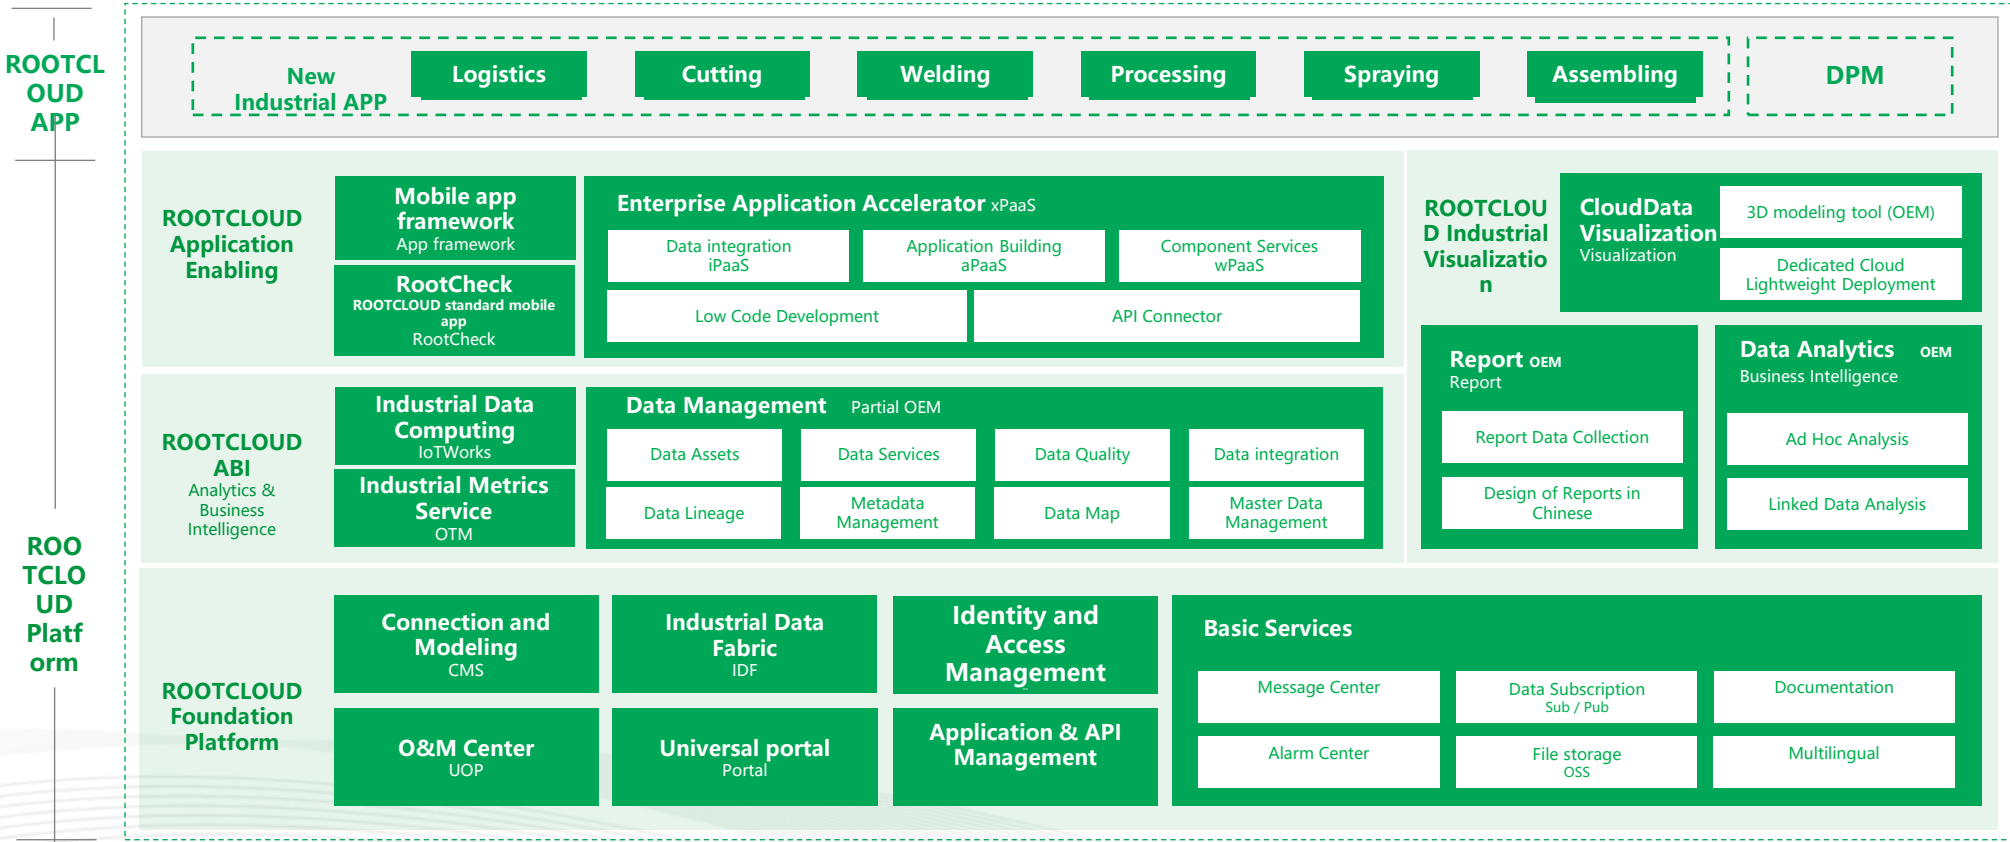 ROOTCL
OUD
APP
New
Industrial APP
Logistics
Cutting
Welding
Processing
Spraying
Assembling
DPM
ROOTCLOUD
Application
Enabling
Mobile app
framework
App framework
RootCheck
ROOTCLOUD standard mobile
app
RootCheck
Enterprise Application Accelerator xPaaS
Data integration
iPaaS
Application Building
aPaaS
Component Services
wPaaS
Low Code Development
API Connector
ROOTCLOU
D Industrial
Visualizatio
n
CloudData
Visualization
Visualization
3D modeling tool (OEM)
Dedicated Cloud
Lightweight Deployment
Report OEM
Report
Report Data Collection
Design of Reports in
Chinese
Data Analytics OEM
Business Intelligence
Ad Hoc Analysis
Linked Data Analysis
ROOTCLOUD
ABI
Analytics &
Business
Intelligence
Industrial Data
Computing
IoTWorks
Industrial Metrics
Service
OTM
Data Management Partial OEM
Data Assets
Data Services
Data Quality
Data integration
Data Lineage
Metadata
Management
Data Map
Master Data
Management
ROO
TCLO
UD
Platf
orm
ROOTCLOUD
Foundation
Platform
Connection and
Modeling
CMS
Industrial Data
Fabric
IDF
Identity and
Access
Management
O&M Center
UOP
Universal portal
Portal
Application & API
Management
Basic Services
Message Center
Data Subscription
Sub / Pub
Documentation
Alarm Center
File storage
OSS
Multilingual